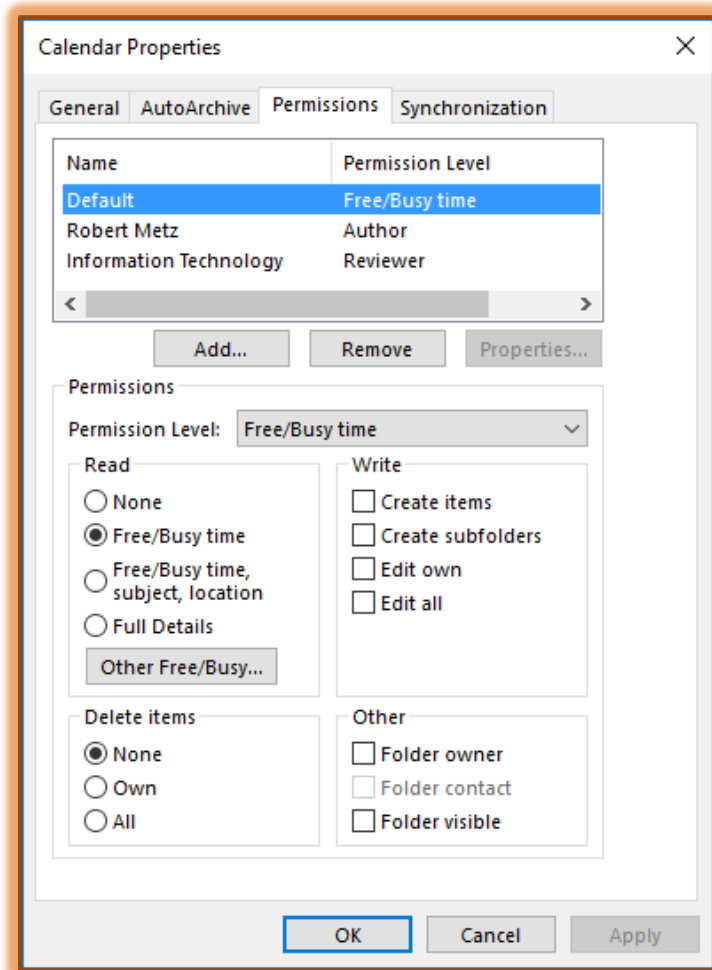 Calendar Properties
General AutoArchive Permissions Synchronization
Name Permission Level
Default Free/Busy time
Robert Metz Author
Information Technology Reviewer
Add... Remove Properties...
Permissions
Permission Level: Free/Busy time
Read
None
Free/Busy time
Free/Busy time,
subject, location
Full Details
Other Free/Busy...
Write
Create items
Create subfolders
Edit own
Edit all
Delete items
None
Own
All
Other
Folder owner
Folder contact
Folder visible
OK Cancel Apply